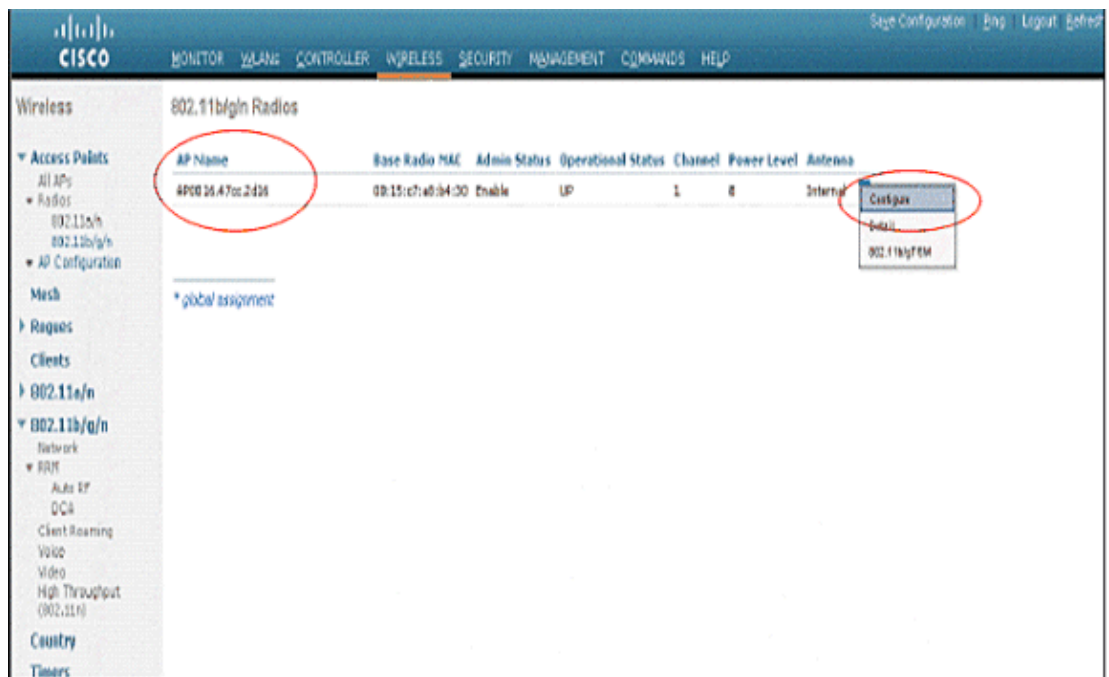 Save Configuration | Ping | Logout Refresh
CISCO
MONITOR WLANs CONTROLLER WIRELESS SECURITY MANAGEMENT COMMANDS HELP
Wireless
802.11b/g/n Radios
Access Points
All APs
Radios
802.11a/n
802.11b/g/n
AP Configuration
Mesh
Rogues
Clients
802.11a/n
802.11b/g/n
Network
RRM
Auto RF
DCA
Client Roaming
Voice
Video
High Throughput
(802.11n)
Country
Timers
AP Name Base Radio MAC Admin Status Operational Status Channel Power Level Antenna
Enable UP 1 Internal
Configure
Detail
* global assignment